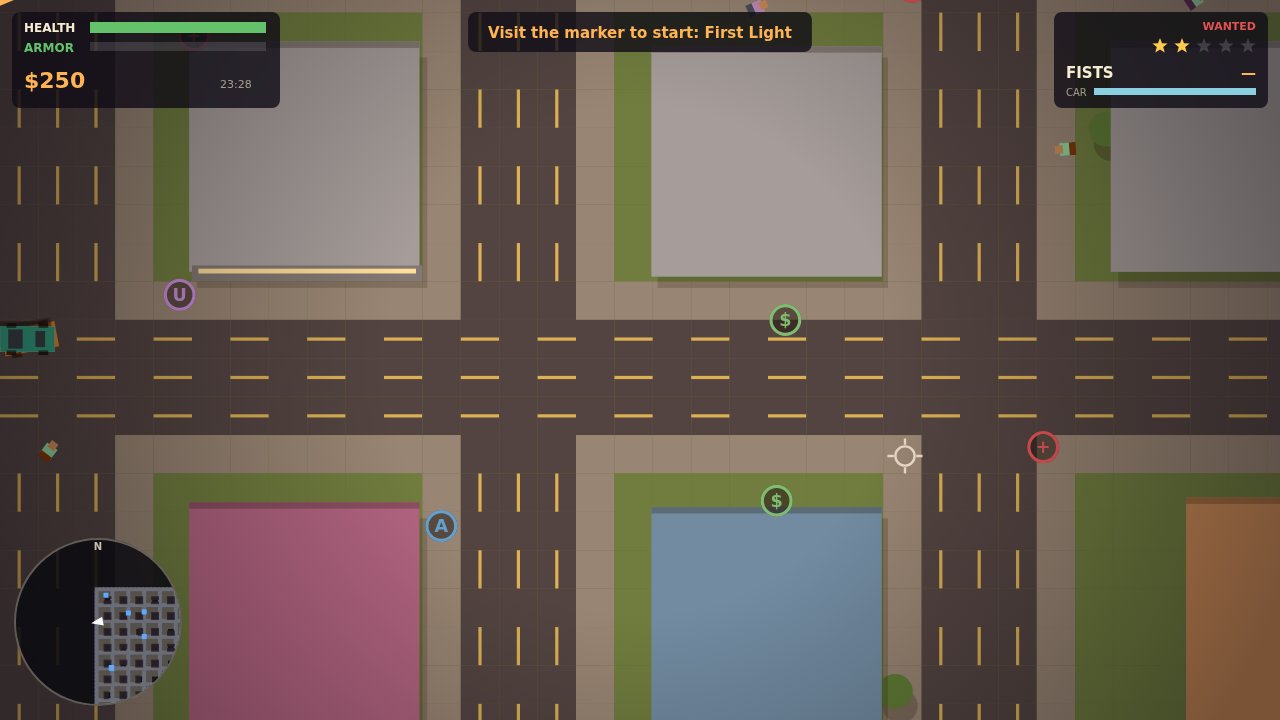 HEALTH
ARMOR
$250
23:28
Visit the marker to start: First Light
WANTED
FISTS —
CAR
U
$
+
A
$
N